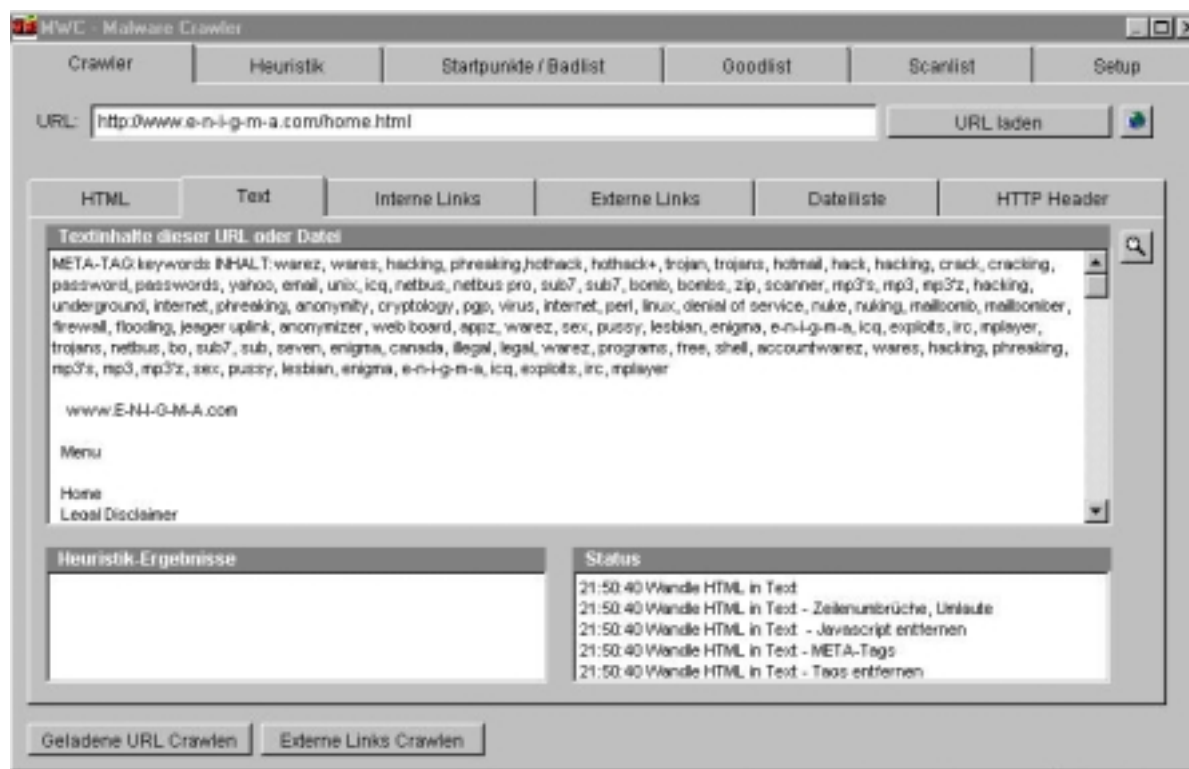 MWC - Malware Crawler
Crawler Heuristik Startpunkte / Badlist Goodlist Scanlist Setup
URL: http://www.e-n-i-g-m-a.com/home.html URL laden
HTML Text Interne Links Externe Links Dateiliste HTTP Header
Textinhalte dieser URL oder Datei
META-TAG:keywords INHALT:warez, wares, hacking, phreaking,hothack, hothack+, trojan, trojans, hotmail, hack, hacking, crack, cracking,
password, passwords, yahoo, email, unix, icq, netbus, netbus pro, sub7, sub7, bomb, bombs, zip, scanner, mp3's, mp3, mp3'z, hacking,
underground, internet, phreaking, anonymity, cryptology, pgp, virus, internet, perl, linux, denial of service, nuke, nuking, mailbomb, mailbomber,
firewall, flooding, jeager uplink, anonymizer, web board, appz, warez, sex, pussy, lesbian, enigma, e-n-i-g-m-a, icq, exploits, irc, mplayer,
trojans, netbus, bo, sub7, sub, seven, enigma, canada, illegal, legal, warez, programs, free, shell, accountwarez, wares, hacking, phreaking,
mp3's, mp3, mp3'z, sex, pussy, lesbian, enigma, e-n-i-g-m-a, icq, exploits, irc, mplayer
www.E-N-I-G-M-A.com
Menu
Home
Legal Disclaimer
Heuristik-Ergebnisse Status
21:50:40 Wandle HTML in Text
21:50:40 Wandle HTML in Text - Zeilenumbrüche, Umlaute
21:50:40 Wandle HTML in Text - Javascript entfernen
21:50:40 Wandle HTML in Text - META-Tags
21:50:40 Wandle HTML in Text - Tags entfernen
Geladene URL Crawlen Externe Links Crawlen